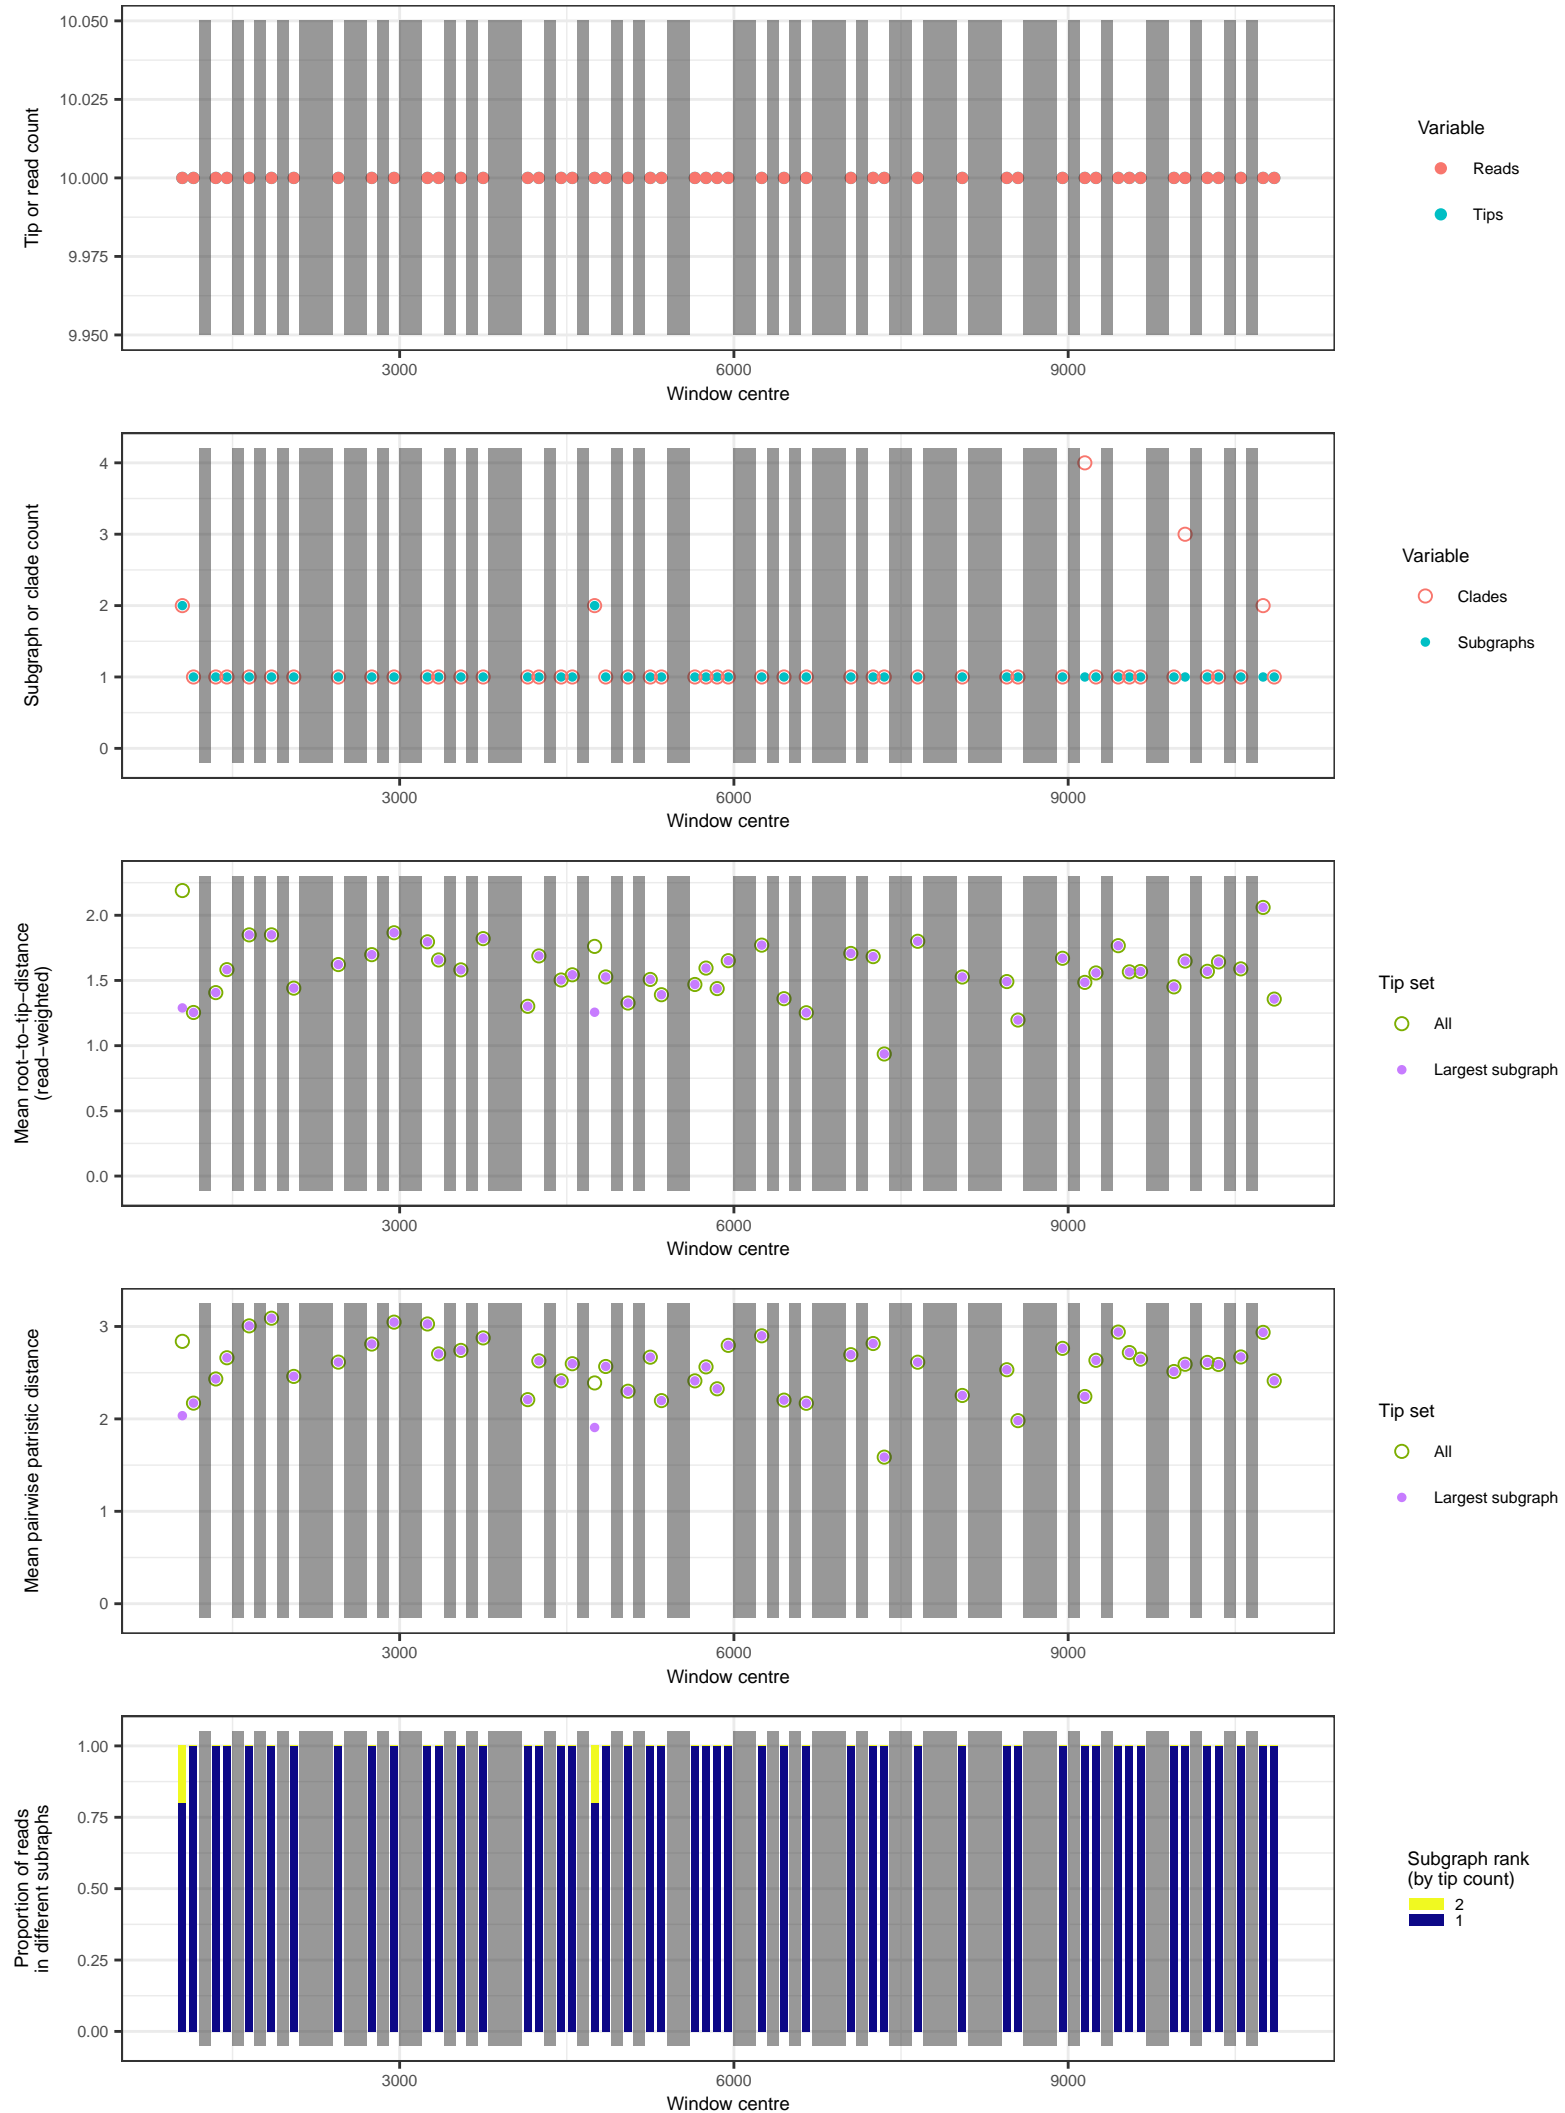 Tip or read count
10.050
10.025
10.000
9.975
9.950
3000 6000 9000
Window centre
Variable
Reads
Tips
Subgraph or clade count
4
3
2
1
0
3000 6000 9000
Window centre
Variable
Clades
Subgraphs
Mean root−to−tip−distance
(read−weighted)
2.0
1.5
1.0
0.5
0.0
3000 6000 9000
Window centre
Tip set
All
Largest subgraph
Mean pairwise patristic distance
3
2
1
0
3000 6000 9000
Window centre
Tip set
All
Largest subgraph
Proportion of reads
in different subraphs
1.00
0.75
0.50
0.25
0.00
3000 6000 9000
Window centre
Subgraph rank
(by tip count)
2
1